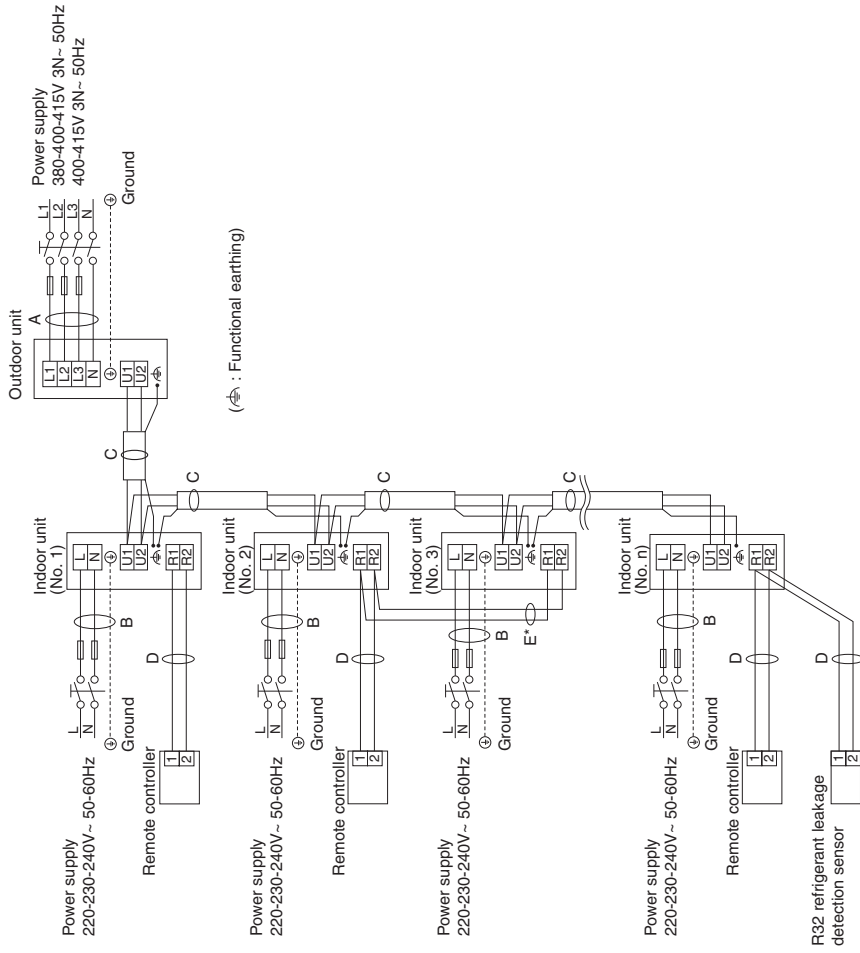 Power supply
380-400-415V 3N~ 50Hz
400-415V 3N~ 50Hz
L1
L2
L3
N
Ground
Outdoor unit
A
L1
L2
L3
N
U1
U2
( : Functional earthing)
C
Indoor unit
(No. 1)
L
N
U1
U2
R1
R2
B
L
N
Ground
Power supply
220-230-240V~ 50-60Hz
D
Remote controller
1
2
C
Indoor unit
(No. 2)
L
N
U1
U2
R1
R2
B
L
N
Ground
Power supply
220-230-240V~ 50-60Hz
D
Remote controller
1
2
C
Indoor unit
(No. 3)
L
N
U1
U2
R1
R2
B
E*
L
N
Ground
Power supply
220-230-240V~ 50-60Hz
C
Indoor unit
(No. n)
L
N
U1
U2
R1
R2
B
L
N
Ground
Power supply
220-230-240V~ 50-60Hz
D
Remote controller
1
2
D
R32 refrigerant leakage
detection sensor
1
2